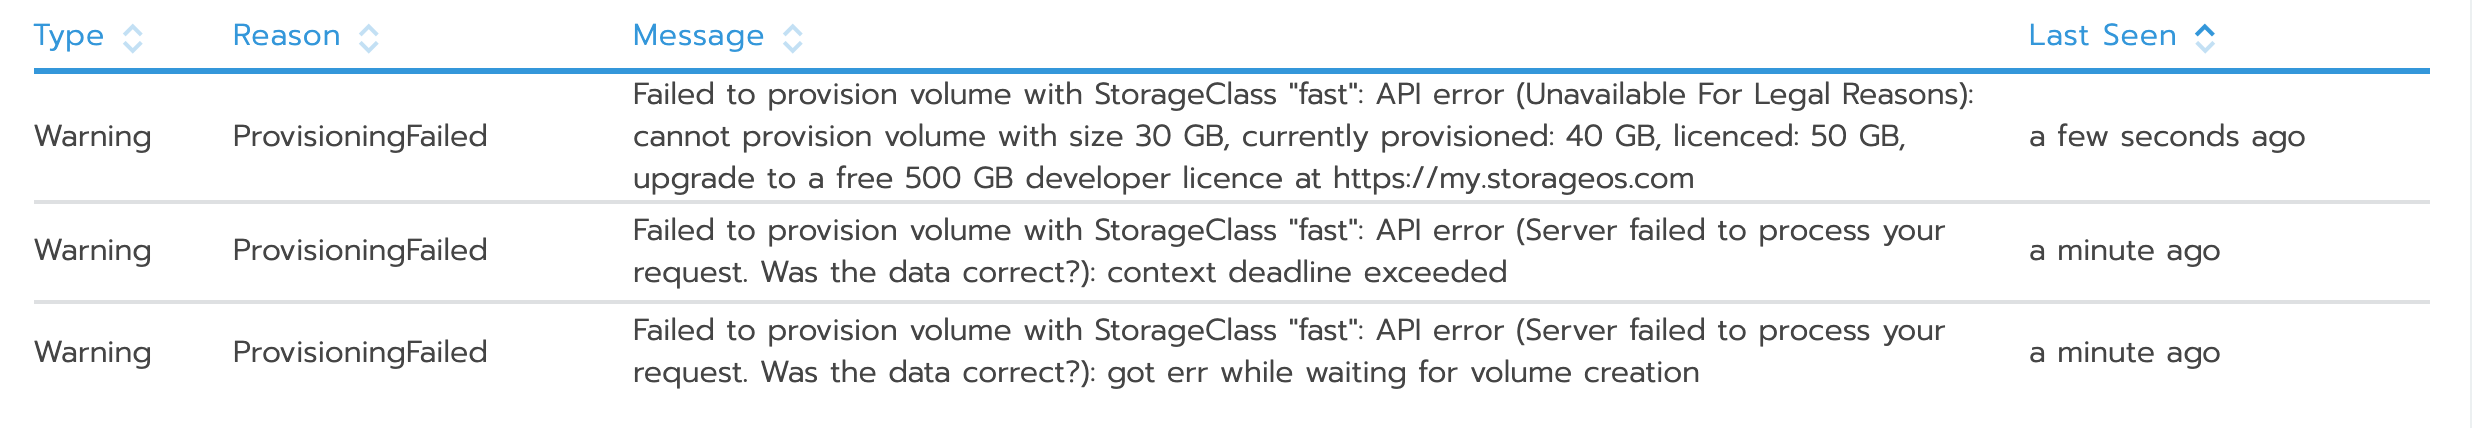 Type Reason Message Last Seen
Failed to provision volume with StorageClass "fast": API error (Unavailable For Legal Reasons):
Warning ProvisioningFailed cannot provision volume with size 30 GB, currently provisioned: 40 GB, licenced: 50 GB, a few seconds ago
upgrade to a free 500 GB developer licence at https://my.storageos.com
Failed to provision volume with StorageClass "fast": API error (Server failed to process your
Warning ProvisioningFailed a minute ago
request. Was the data correct?): context deadline exceeded
Failed to provision volume with StorageClass "fast": API error (Server failed to process your
Warning ProvisioningFailed a minute ago
request. Was the data correct?): got err while waiting for volume creation